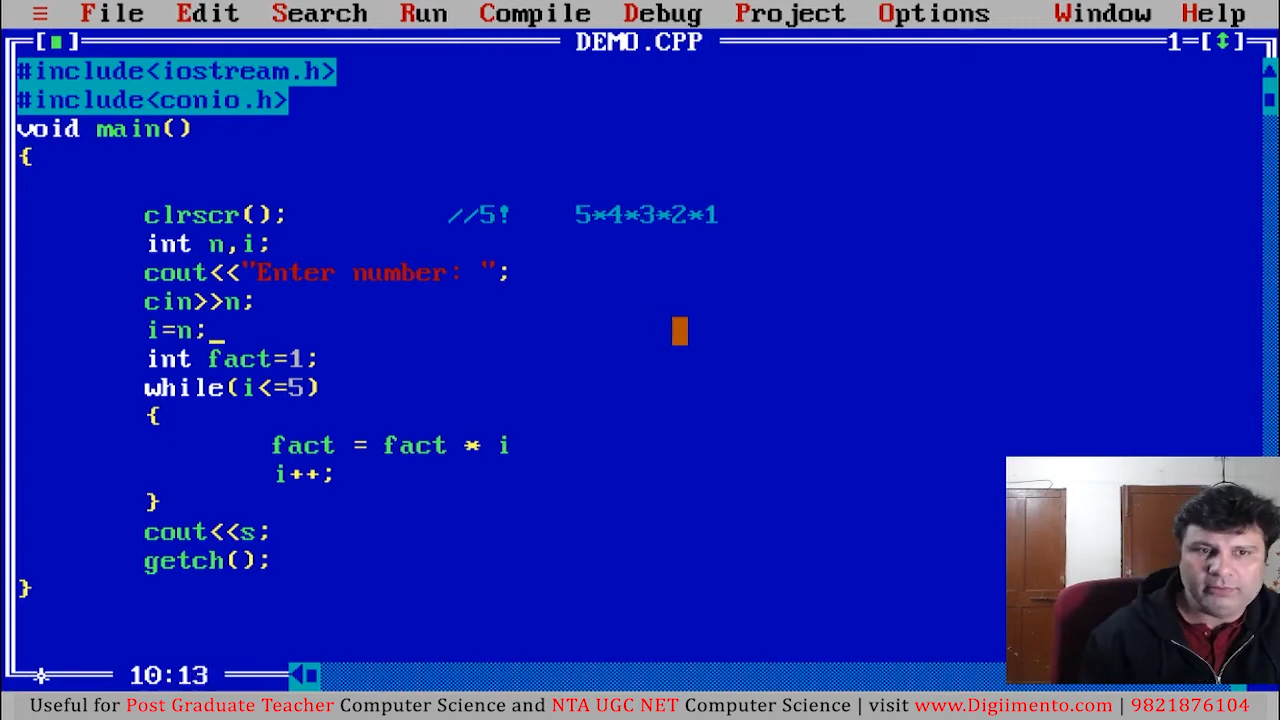 ≡ File Edit Search Run Compile Debug Project Options Window Help
[■] DEMO.CPP 1=[↕]
#include<iostream.h>
#include<conio.h>
void main()
{
clrscr(); //5! 5*4*3*2*1
int n,i;
cout<<"Enter number: ";
cin>>n;
i=n;_
int fact=1;
while(i<=5)
{
fact = fact * i
i++;
}
cout<<s;
getch();
}
10:13
Useful for Post Graduate Teacher Computer Science and NTA UGC NET Computer Science | visit www.Digiimento.com | 9821876104